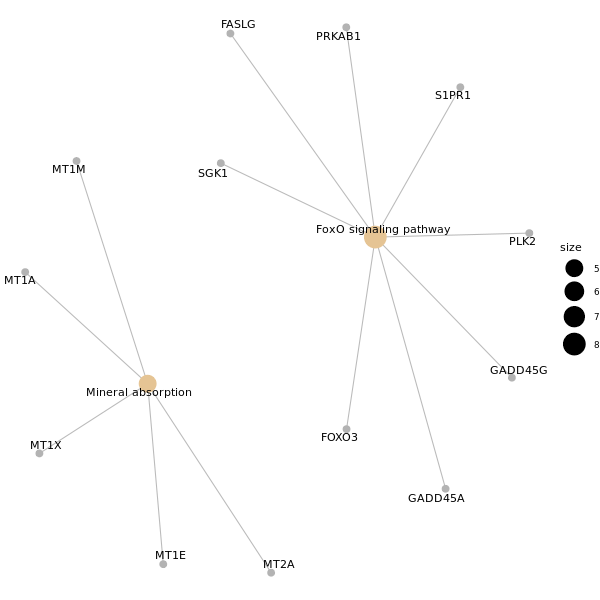 FASLG
PRKAB1
S1PR1
MT1M
SGK1
FoxO signaling pathway
PLK2
size
5
6
7
8
MT1A
GADD45G
Mineral absorption
FOXO3
MT1X
GADD45A
MT1E
MT2A